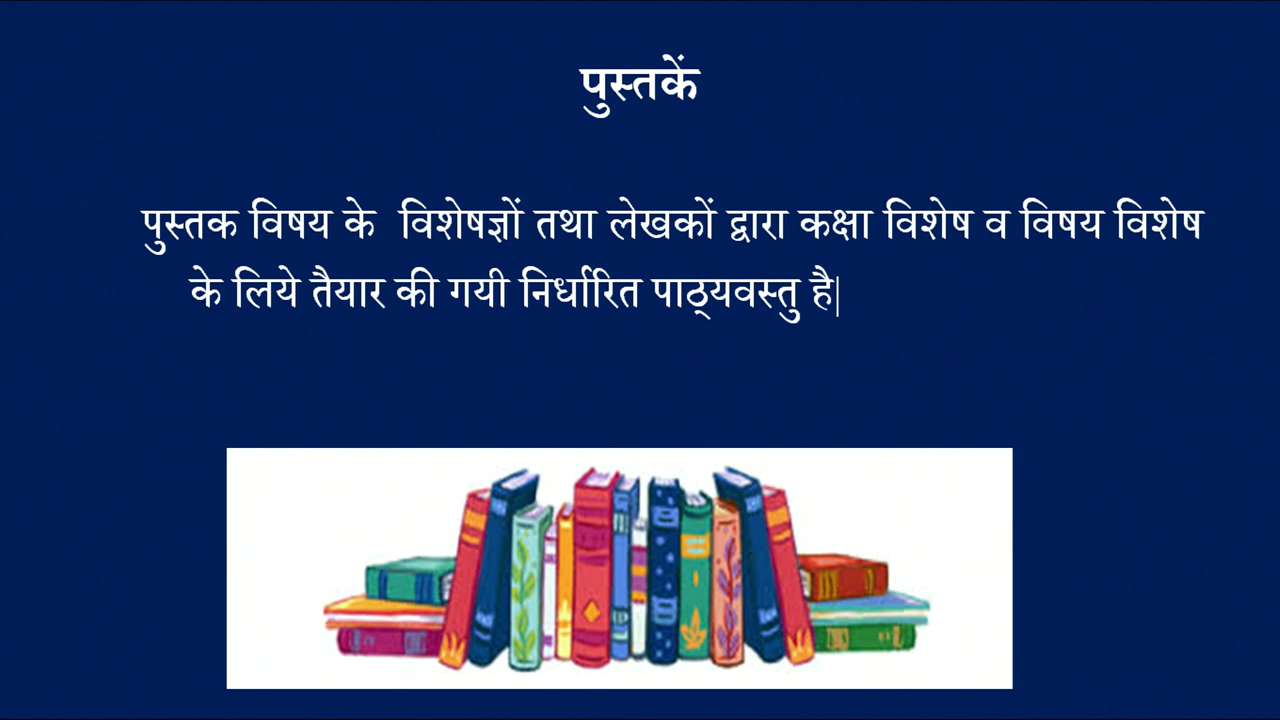 पुस्तकें
पुस्तक विषय के  विशेषज्ञों तथा लेखकों द्वारा कक्षा विशेष व विषय विशेष
के लिये तैयार की गयी निर्धारित पाठ्यवस्तु है|